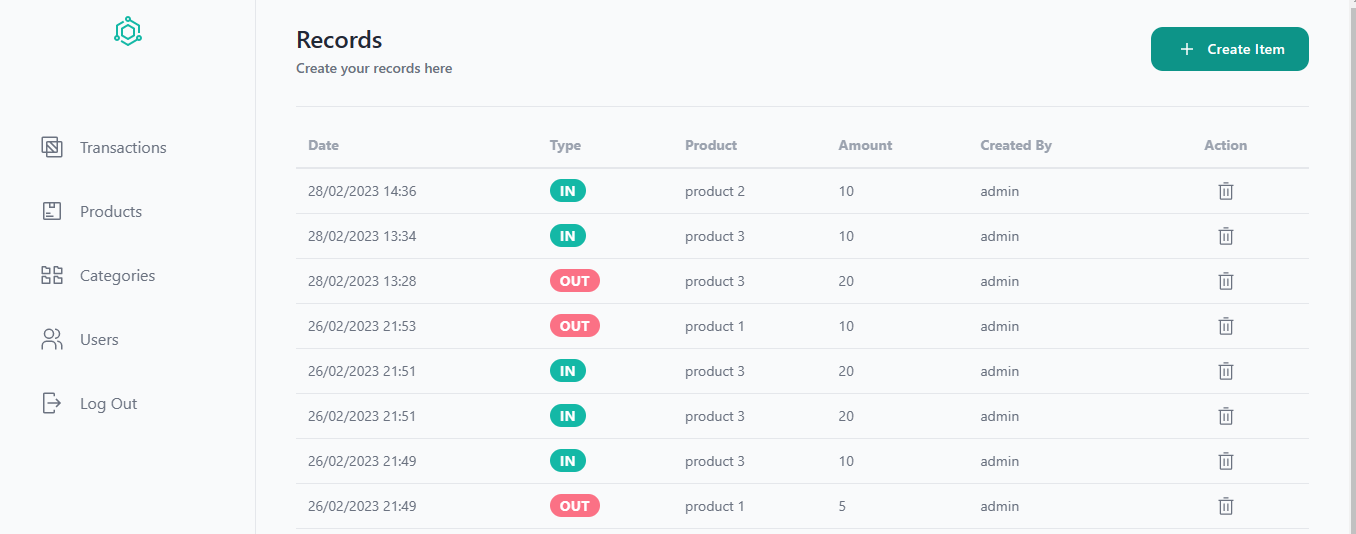 Records
Create your records here
Create Item
Transactions
Products
Categories
Users
Log Out
Date Type Product Amount Created By Action
28/02/2023 14:36 IN product 2 10 admin
28/02/2023 13:34 IN product 3 10 admin
28/02/2023 13:28 OUT product 3 20 admin
26/02/2023 21:53 OUT product 1 10 admin
26/02/2023 21:51 IN product 3 20 admin
26/02/2023 21:51 IN product 3 20 admin
26/02/2023 21:49 IN product 3 10 admin
26/02/2023 21:49 OUT product 1 5 admin